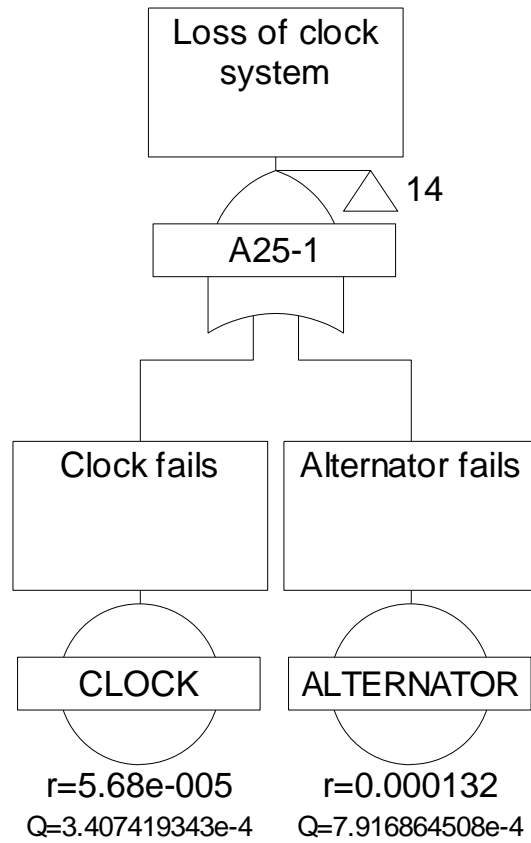 Loss of clock
system
14
A25-1
Clock fails
Alternator fails
CLOCK
ALTERNATOR
r=5.68e-005
r=0.000132
Q=3.407419343e-4
Q=7.916864508e-4